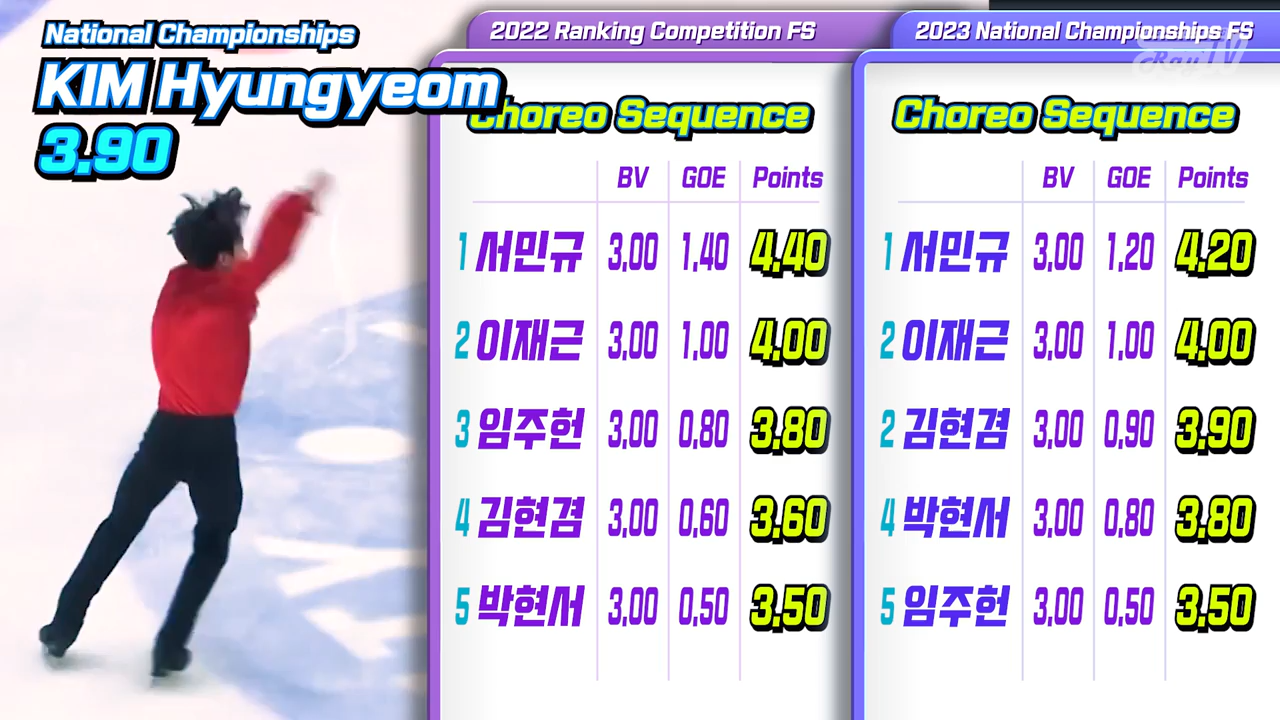 National Championships
KIM Hyungyeom
3.90
2022 Ranking Competition FS
Choreo Sequence
BV GOE Points
1 서민규 3.00 1.40 4.40
2 이재근 3.00 1.00 4.00
3 임주헌 3.00 0.80 3.80
4 김현겸 3.00 0.60 3.60
5 박현서 3.00 0.50 3.50
2023 National Championships FS
RayTV
Choreo Sequence
BV GOE Points
1 서민규 3.00 1.20 4.20
2 이재근 3.00 1.00 4.00
2 김현겸 3.00 0.90 3.90
4 박현서 3.00 0.80 3.80
5 임주헌 3.00 0.50 3.50